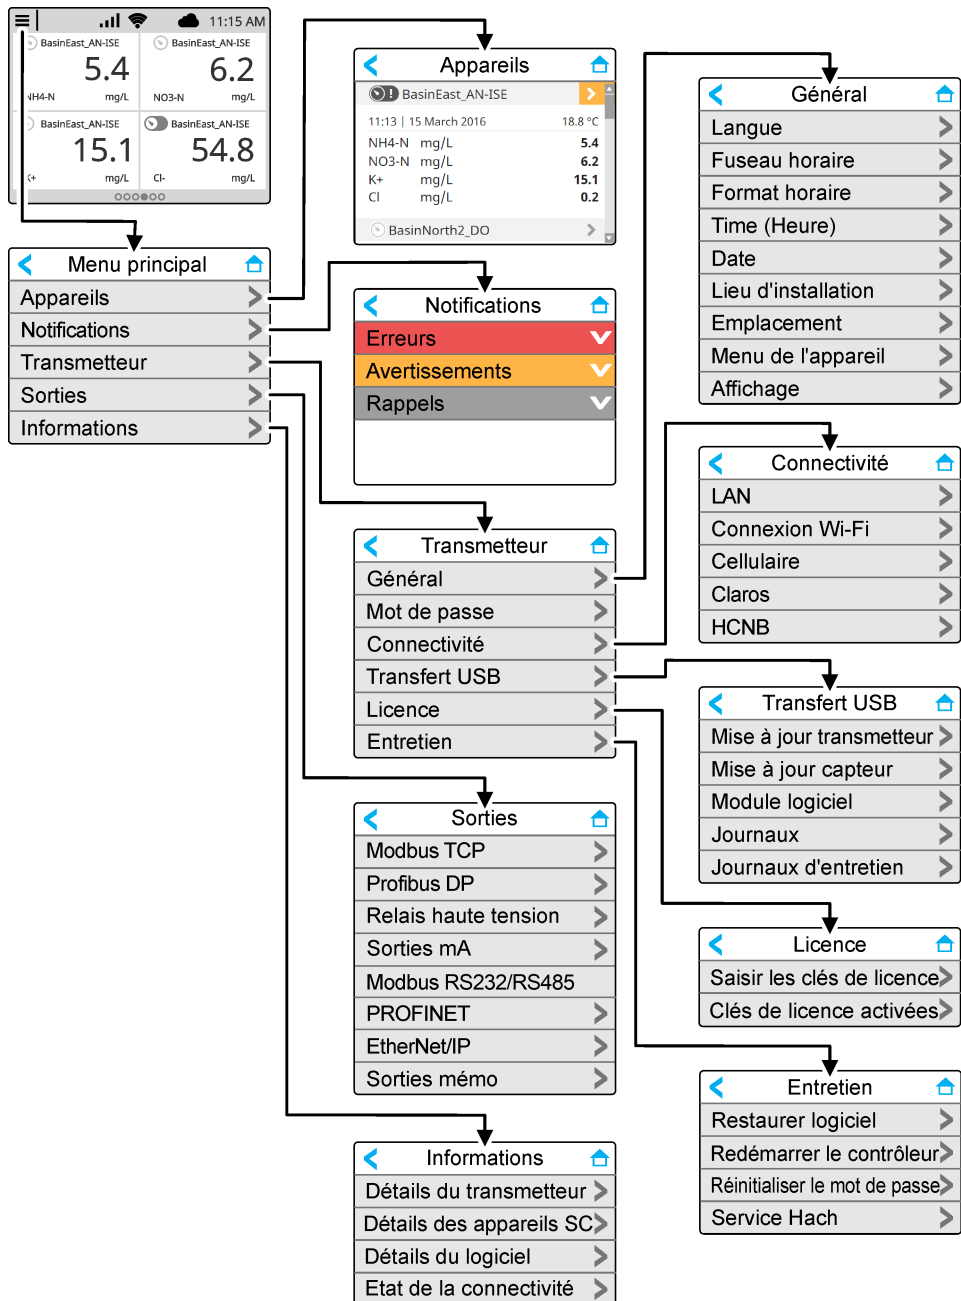 11:15 AM
BasinEast_AN-ISE
BasinEast_AN-ISE
5.4
6.2
NH4-N mg/L
NO3-N mg/L
BasinEast_AN-ISE
BasinEast_AN-ISE
15.1
54.8
K+ mg/L
Cl- mg/L
Menu principal
Appareils
Notifications
Transmetteur
Sorties
Informations
Appareils
BasinEast_AN-ISE
11:13 | 15 March 2016 18.8 °C
NH4-N mg/L 5.4
NO3-N mg/L 6.2
K+ mg/L 15.1
Cl mg/L 0.2
BasinNorth2_DO
Notifications
Erreurs
Avertissements
Rappels
Transmetteur
Général
Mot de passe
Connectivité
Transfert USB
Licence
Entretien
Sorties
Modbus TCP
Profibus DP
Relais haute tension
Sorties mA
Modbus RS232/RS485
PROFINET
EtherNet/IP
Sorties mémo
Informations
Détails du transmetteur
Détails des appareils SC
Détails du logiciel
Etat de la connectivité
Général
Langue
Fuseau horaire
Format horaire
Time (Heure)
Date
Lieu d'installation
Emplacement
Menu de l'appareil
Affichage
Connectivité
LAN
Connexion Wi-Fi
Cellulaire
Claros
HCNB
Transfert USB
Mise à jour transmetteur
Mise à jour capteur
Module logiciel
Journaux
Journaux d'entretien
Licence
Saisir les clés de licence
Clés de licence activées
Entretien
Restaurer logiciel
Redémarrer le contrôleur
Réinitialiser le mot de passe
Service Hach